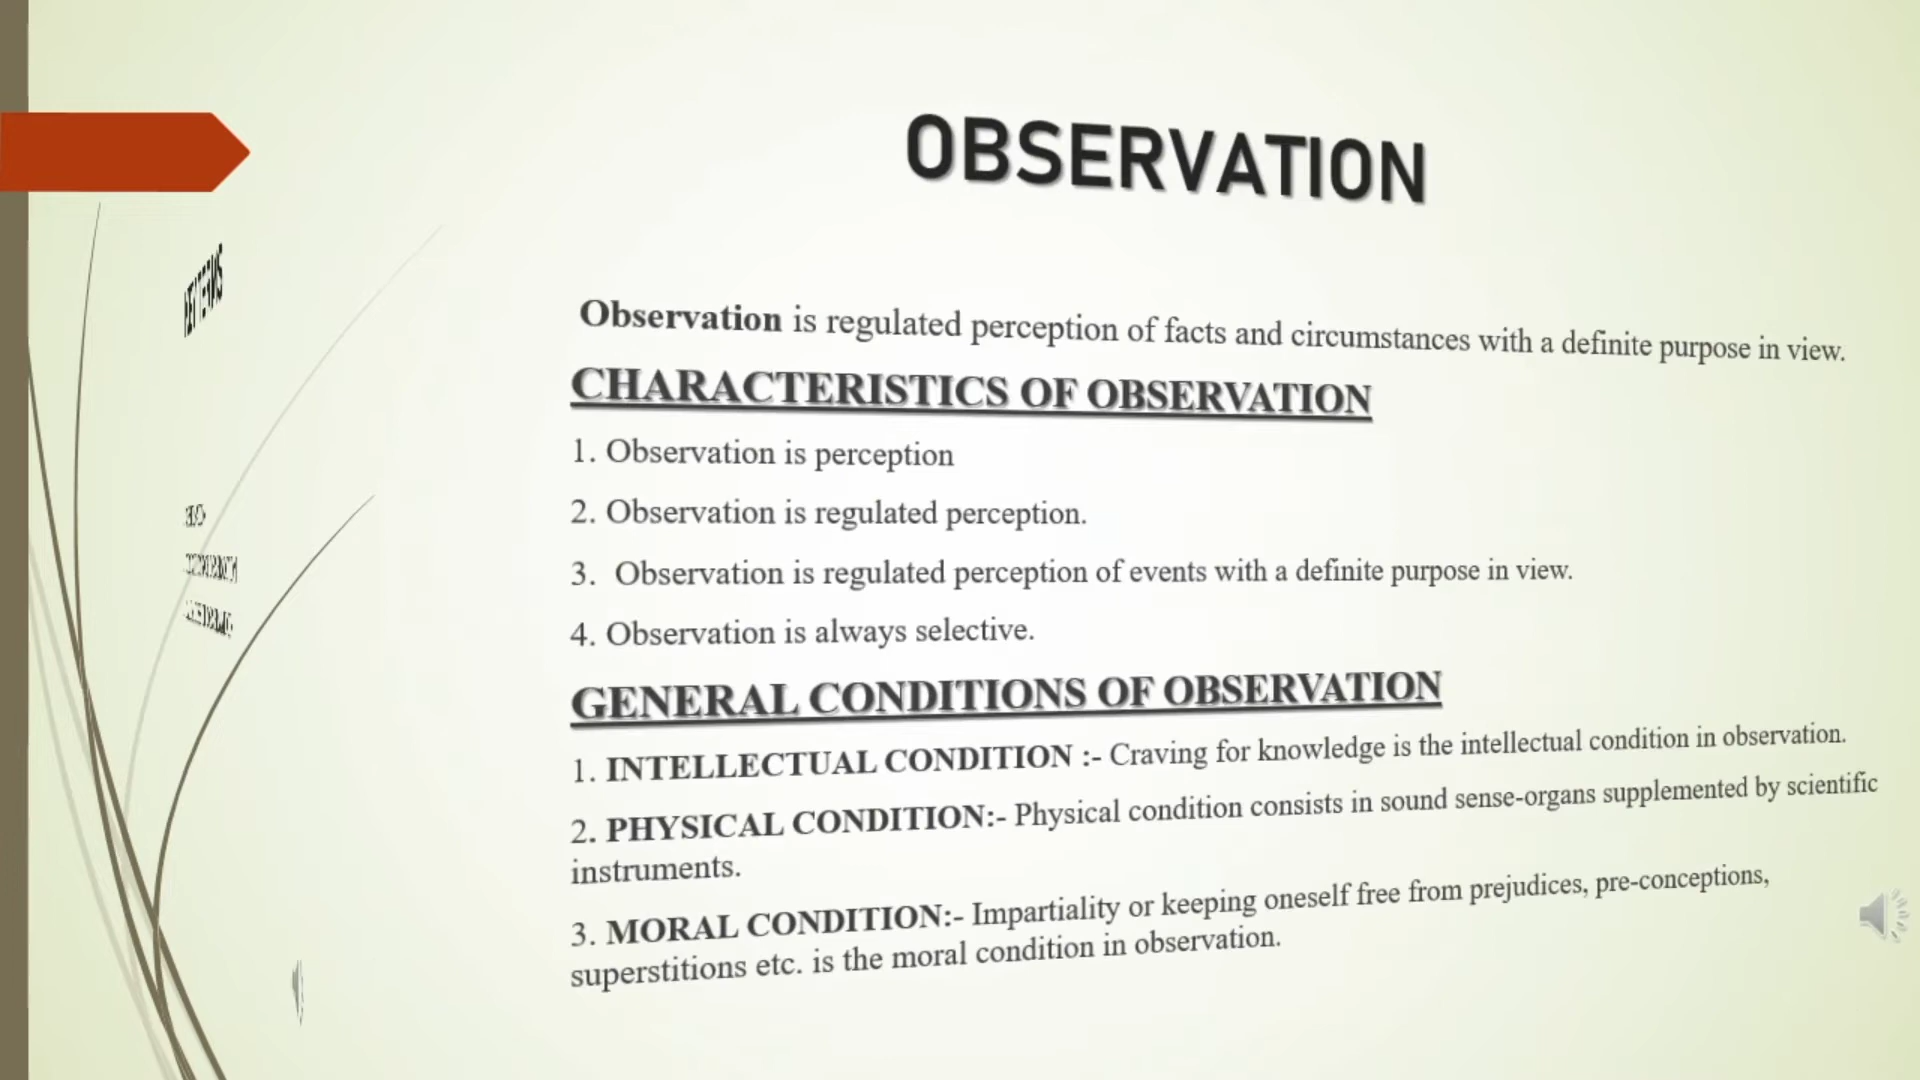 OBSERVATION
Observation is regulated perception of facts and circumstances with a definite purpose in view.
CHARACTERISTICS OF OBSERVATION
1. Observation is perception
2. Observation is regulated perception.
3. Observation is regulated perception of events with a definite purpose in view.
4. Observation is always selective.
GENERAL CONDITIONS OF OBSERVATION
1. INTELLECTUAL CONDITION :- Craving for knowledge is the intellectual condition in observation.
2. PHYSICAL CONDITION:- Physical condition consists in sound sense-organs supplemented by scientific
instruments.
3. MORAL CONDITION:- Impartiality or keeping oneself free from prejudices, pre-conceptions,
superstitions etc. is the moral condition in observation.